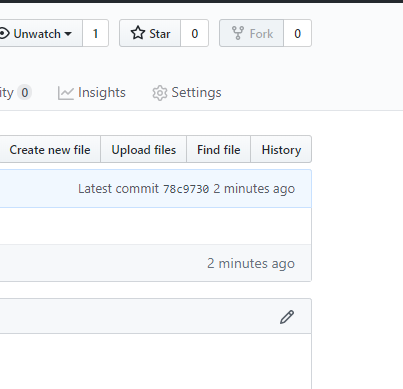 Unwatch 1 Star 0 Fork 0
ity 0 Insights Settings
Create new file Upload files Find file History
Latest commit 78c9730 2 minutes ago
2 minutes ago